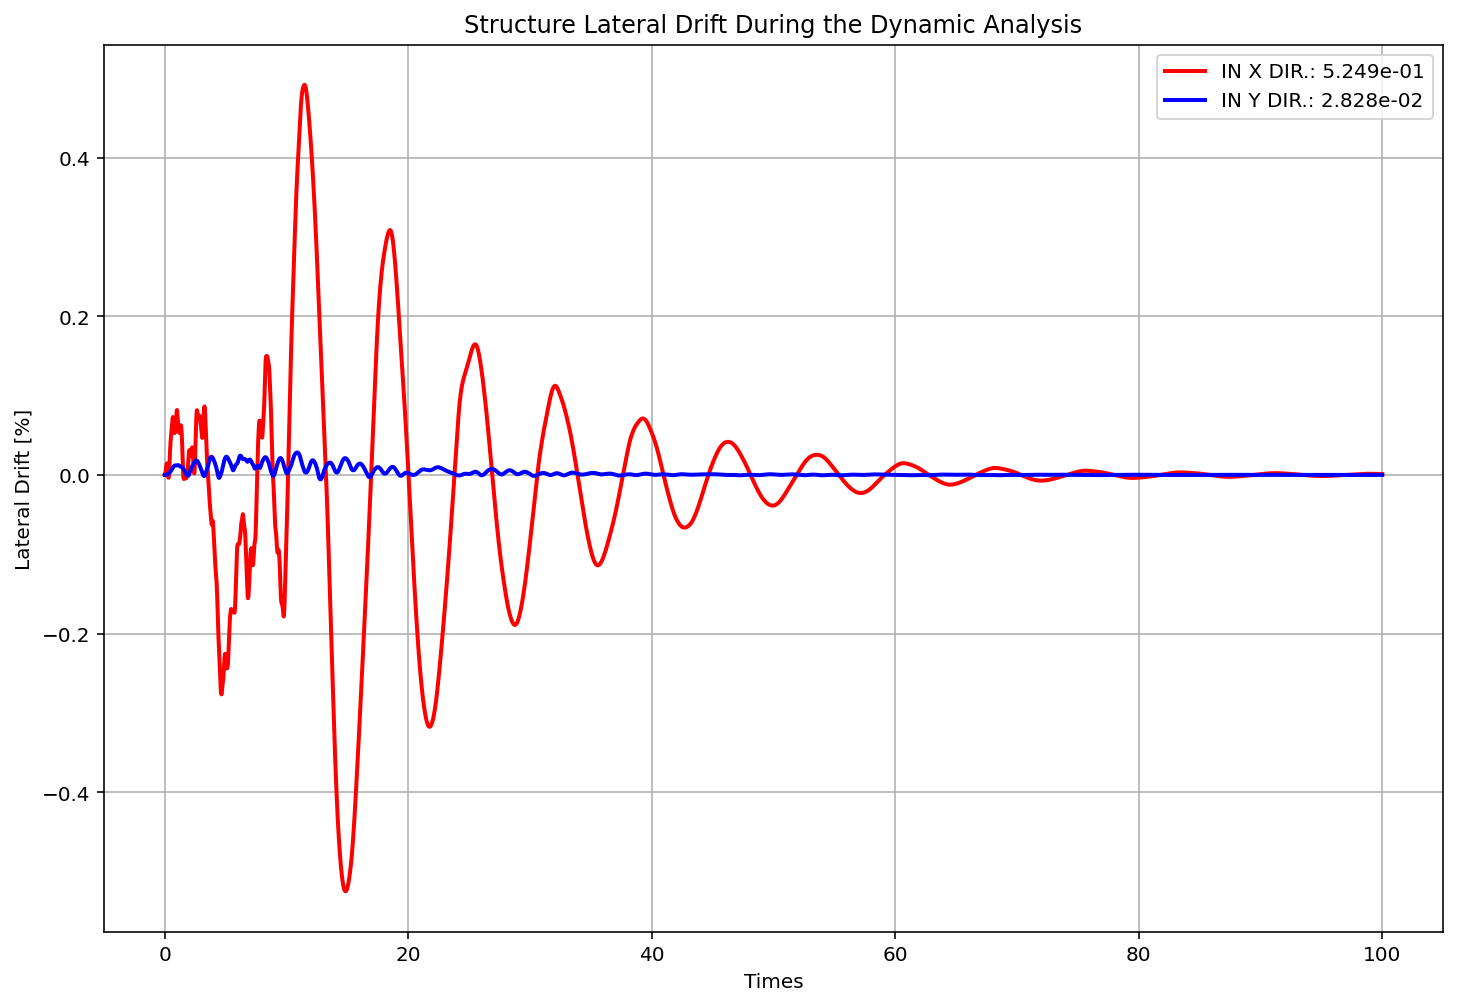 Structure Lateral Drift During the Dynamic Analysis
IN X DIR.: 5.249e-01
IN Y DIR.: 2.828e-02
Lateral Drift [%]
0.4
0.2
0.0
−0.2
−0.4
0 20 40 60 80 100
Times